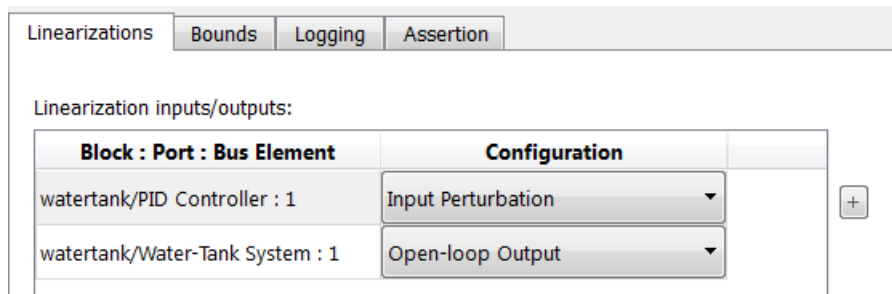 Linearizations Bounds Logging Assertion
Linearization inputs/outputs:
Block : Port : Bus Element Configuration
watertank/PID Controller : 1 Input Perturbation +
watertank/Water-Tank System : 1 Open-loop Output